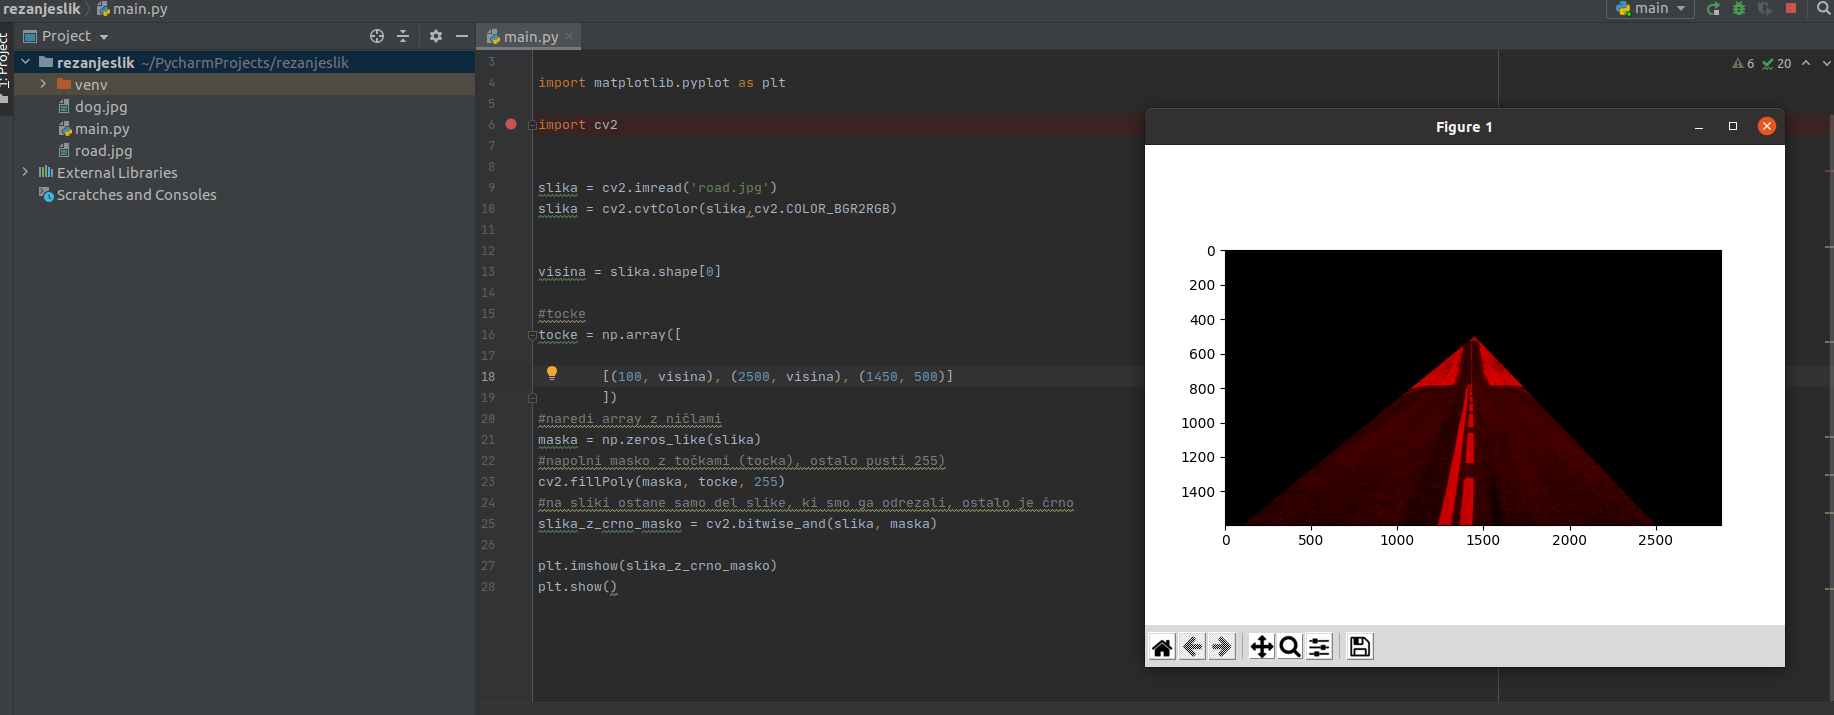 rezanjeslik
main.py
main
1: Project
Project
main.py
rezanjeslik ~/PycharmProjects/rezanjeslik
venv
dog.jpg
main.py
road.jpg
External Libraries
Scratches and Consoles
6 20
3
4 import matplotlib.pyplot as plt
5
6 import cv2
7
8
9 slika = cv2.imread('road.jpg')
10 slika = cv2.cvtColor(slika,cv2.COLOR_BGR2RGB)
11
12
13 visina = slika.shape[0]
14
15 #tocke
16 tocke = np.array([
17
18 [(100, visina), (2500, visina), (1450, 500)]
19 ])
20 #naredi array z ničlami
21 maska = np.zeros_like(slika)
22 #napolni masko z točkami (tocka), ostalo pusti 255)
23 cv2.fillPoly(maska, tocke, 255)
24 #na sliki ostane samo del slike, ki smo ga odrezali, ostalo je črno
25 slika_z_crno_masko = cv2.bitwise_and(slika, maska)
26
27 plt.imshow(slika_z_crno_masko)
28 plt.show()
Figure 1
0
200
400
600
800
1000
1200
1400
0 500 1000 1500 2000 2500